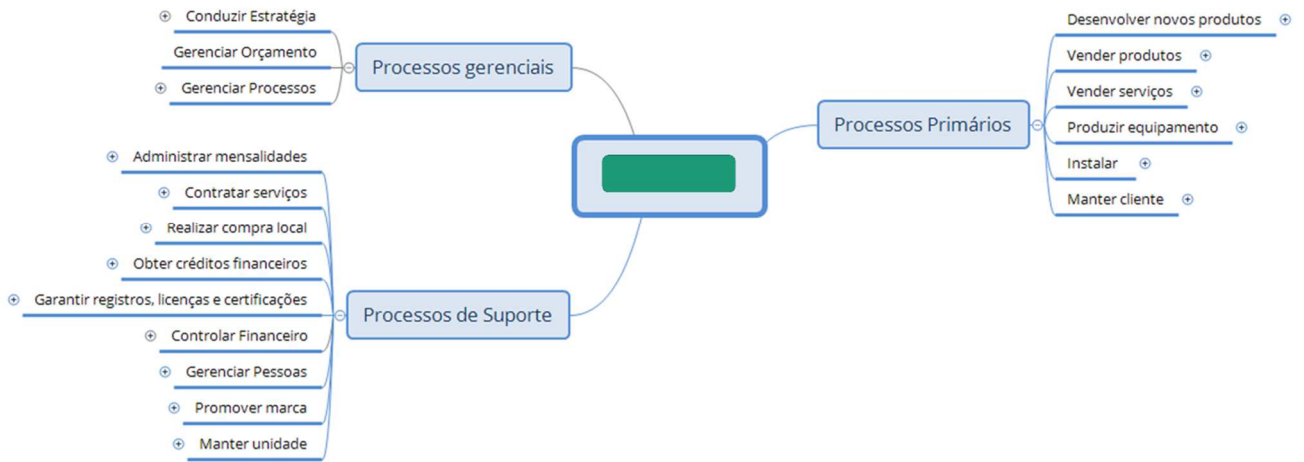 Conduzir Estratégia
Gerenciar Orçamento
Gerenciar Processos
Processos gerenciais
Administrar mensalidades
Contratar serviços
Realizar compra local
Obter créditos financeiros
Garantir registros, licenças e certificações
Controlar Financeiro
Gerenciar Pessoas
Promover marca
Manter unidade
Processos de Suporte
Processos Primários
Desenvolver novos produtos
Vender produtos
Vender serviços
Produzir equipamento
Instalar
Manter cliente